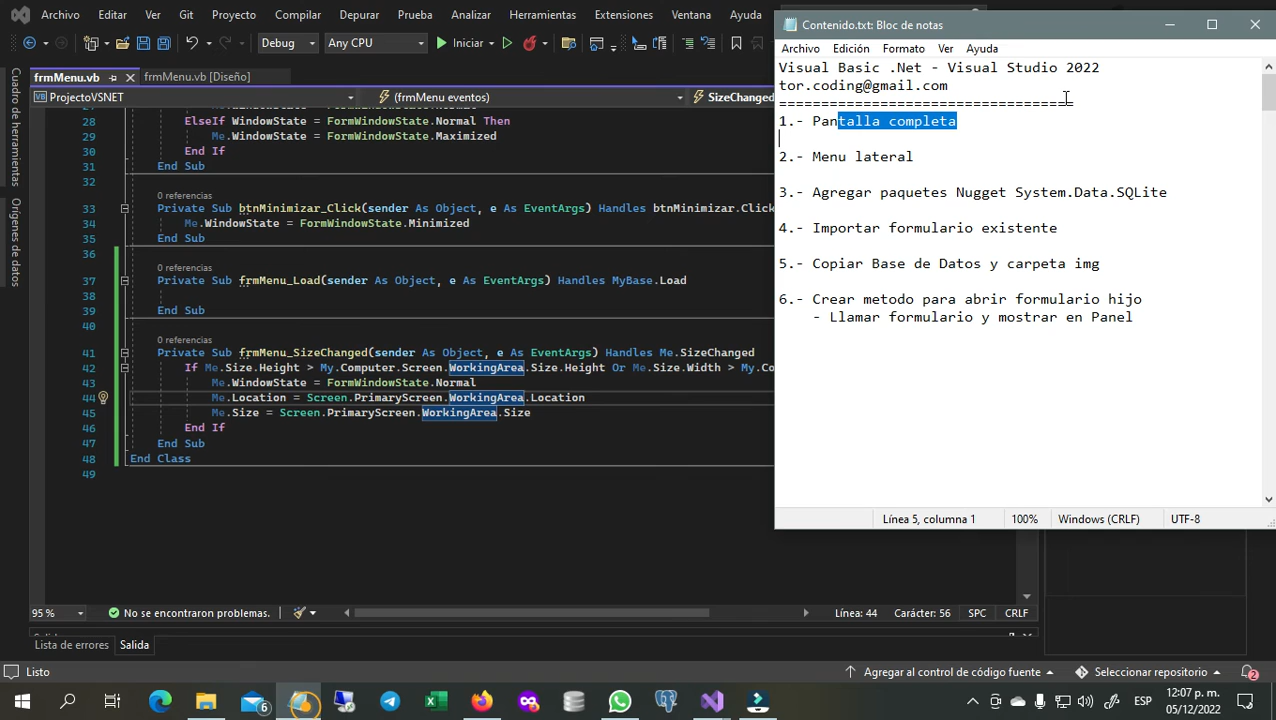 Archivo Editar Ver Git Proyecto Compilar Depurar Prueba Analizar Herramientas Extensiones Ventana Ayuda
Debug Any CPU Iniciar
frmMenu.vb frmMenu.vb [Diseño]
ProjectoVSNET (frmMenu eventos) SizeChanged
28 ElseIf WindowState = FormWindowState.Normal Then
29 Me.WindowState = FormWindowState.Maximized
30 End If
31 End Sub
32
0 referencias
33 Private Sub btnMinimizar_Click(sender As Object, e As EventArgs) Handles btnMinimizar.Click
34 Me.WindowState = FormWindowState.Minimized
35 End Sub
36
0 referencias
37 Private Sub frmMenu_Load(sender As Object, e As EventArgs) Handles MyBase.Load
38
39 End Sub
40
0 referencias
41 Private Sub frmMenu_SizeChanged(sender As Object, e As EventArgs) Handles Me.SizeChanged
42 If Me.Size.Height > My.Computer.Screen.WorkingArea.Size.Height Or Me.Size.Width > My.Co
43 Me.WindowState = FormWindowState.Normal
44 Me.Location = Screen.PrimaryScreen.WorkingArea.Location
45 Me.Size = Screen.PrimaryScreen.WorkingArea.Size
46 End If
47 End Sub
48 End Class
49
95 % No se encontraron problemas. Línea: 44 Carácter: 56 SPC CRLF
Lista de errores Salida
Listo Agregar al control de código fuente Seleccionar repositorio 2
Cuadro de herramientas
Orígenes de datos
Contenido.txt: Bloc de notas
Archivo Edición Formato Ver Ayuda
Visual Basic .Net - Visual Studio 2022
tor.coding@gmail.com
===================================
1.- Pantalla completa
2.- Menu lateral
3.- Agregar paquetes Nugget System.Data.SQLite
4.- Importar formulario existente
5.- Copiar Base de Datos y carpeta img
6.- Crear metodo para abrir formulario hijo
- Llamar formulario y mostrar en Panel
Línea 5, columna 1 100% Windows (CRLF) UTF-8
6 ESP 12:07 p. m.
05/12/2022 2